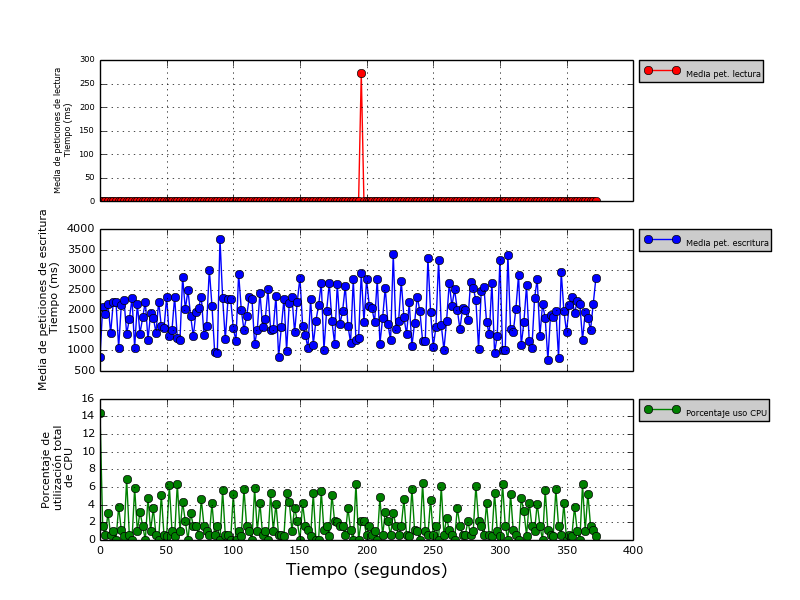 300
250
200
150
100
50
0
Media de peticiones de lectura
Tiempo (ms)
Media pet. lectura
4000
3500
3000
2500
2000
1500
1000
500
Media de peticiones de escritura
Tiempo (ms)
Media pet. escritura
16
14
12
10
8
6
4
2
0
Porcentaje de
utilización total
de CPU
Porcentaje uso CPU
0 50 100 150 200 250 300 350 400
Tiempo (segundos)